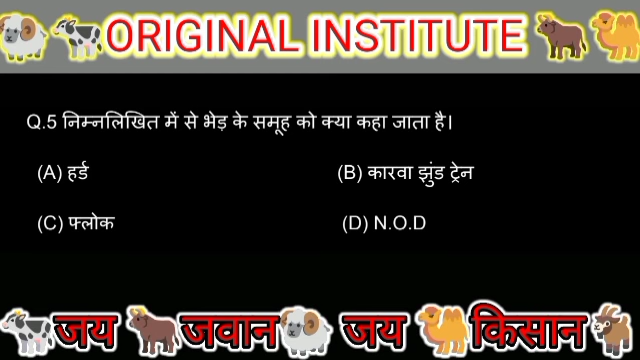 ORIGINAL INSTITUTE
Q.5 निम्नलिखित में से भेड़ के समूह को क्या कहा जाता है।
(A) हर्ड (B) कारवा झुंड ट्रेन
(C) फ्लोक (D) N.O.D
जय जवान जय किसान